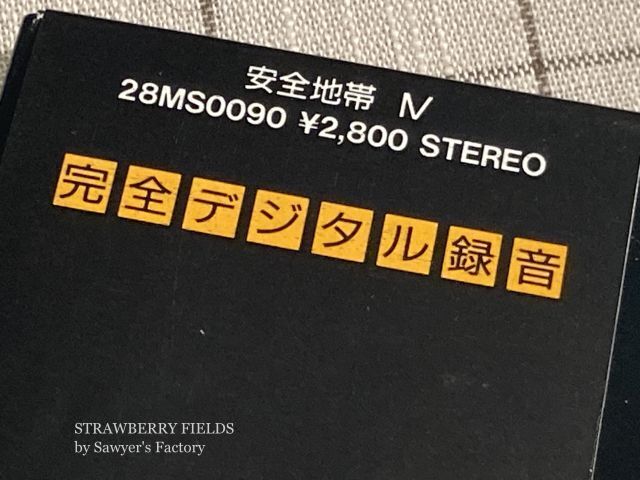 安全地帯 Ⅳ
28MS0090 ¥2,800 STEREO
完全デジタル録音
STRAWBERRY FIELDS
by Sawyer's Factory